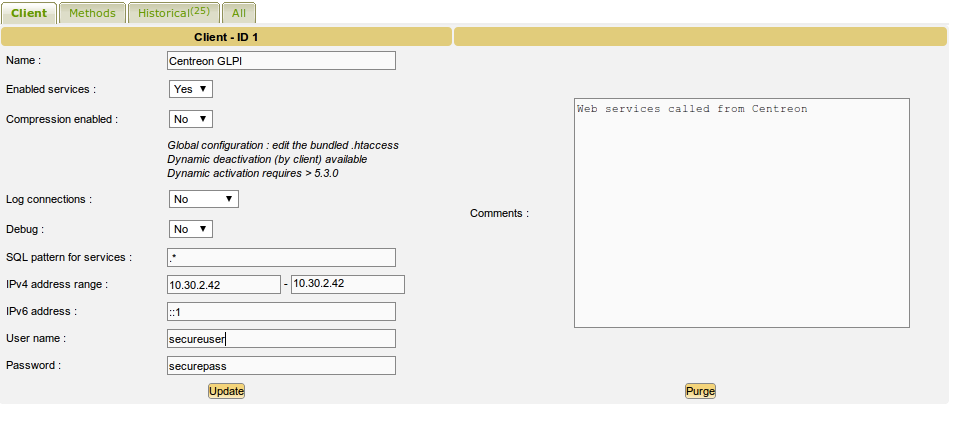 Client Methods Historical(25) All
Client - ID 1
Name : Centreon GLPI
Enabled services : Yes
Compression enabled : No
Global configuration : edit the bundled .htaccess
Dynamic deactivation (by client) available
Dynamic activation requires > 5.3.0
Log connections : No
Debug : No
SQL pattern for services : .*
IPv4 address range : 10.30.2.42 - 10.30.2.42
IPv6 address : ::1
User name : secureuser
Password : securepass
Update
Comments :
Web services called from Centreon
Purge